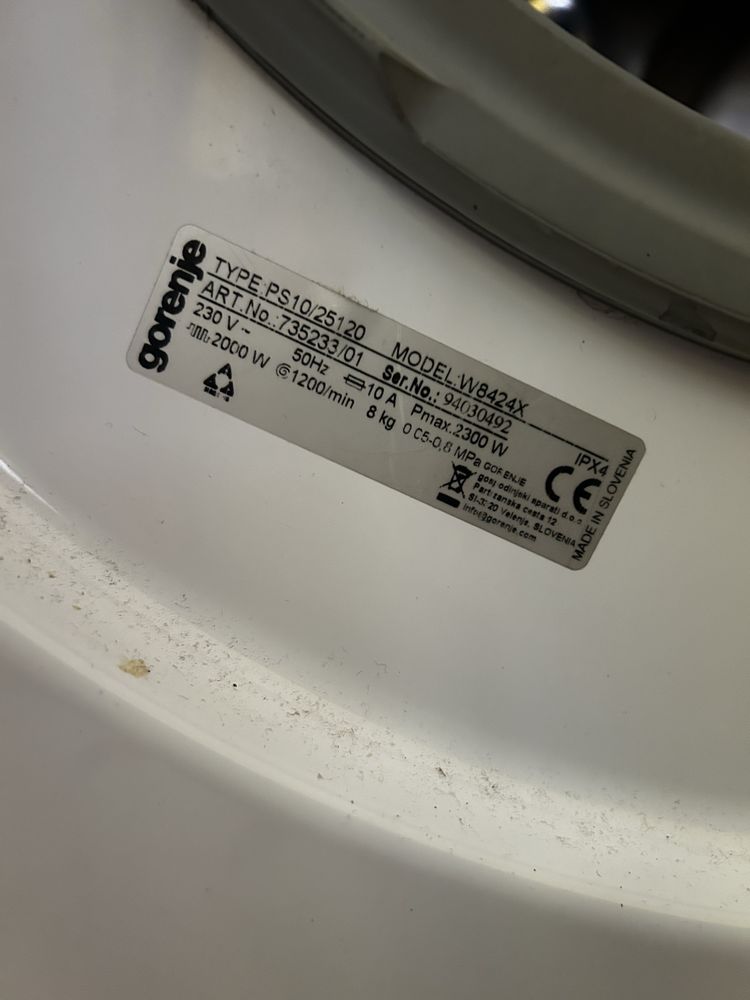 gorenje
TYPE:PS10/25120 MODEL:W8424X
ART.No.:735233/01 Ser.No.: 94030492
230 V ~ 50Hz 10 A Pmax.2300 W IPX4
2000 W 1200/min 8 kg 0,05-0,8 MPa
CE
GORENJE
gospodinjski aparati d.o.o.
Partizanska cesta 12
SI-3320 Velenje, SLOVENIA
info@gorenje.com
MADE IN SLOVENIA